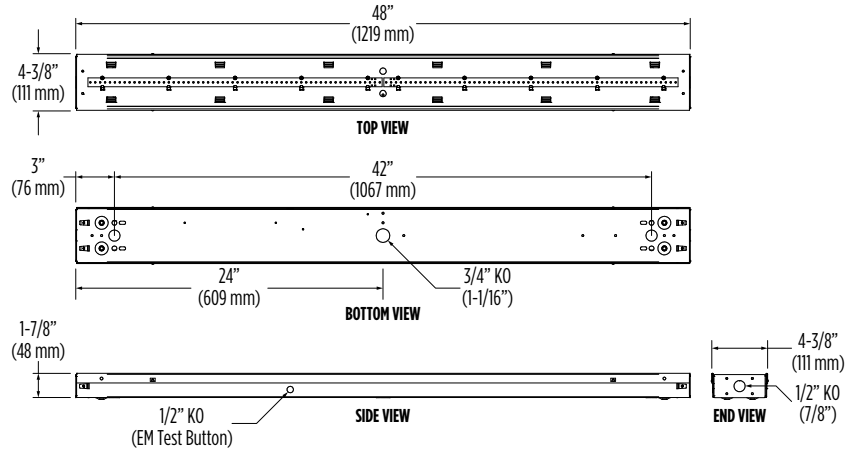 48”
(1219 mm)
4-3/8”
(111 mm)
TOP VIEW
3”
(76 mm)
42”
(1067 mm)
24”
(609 mm)
3/4” KO
(1-1/16”)
BOTTOM VIEW
1-7/8”
(48 mm)
1/2” KO
(EM Test Button)
SIDE VIEW
4-3/8”
(111 mm)
1/2” KO
(7/8”)
END VIEW